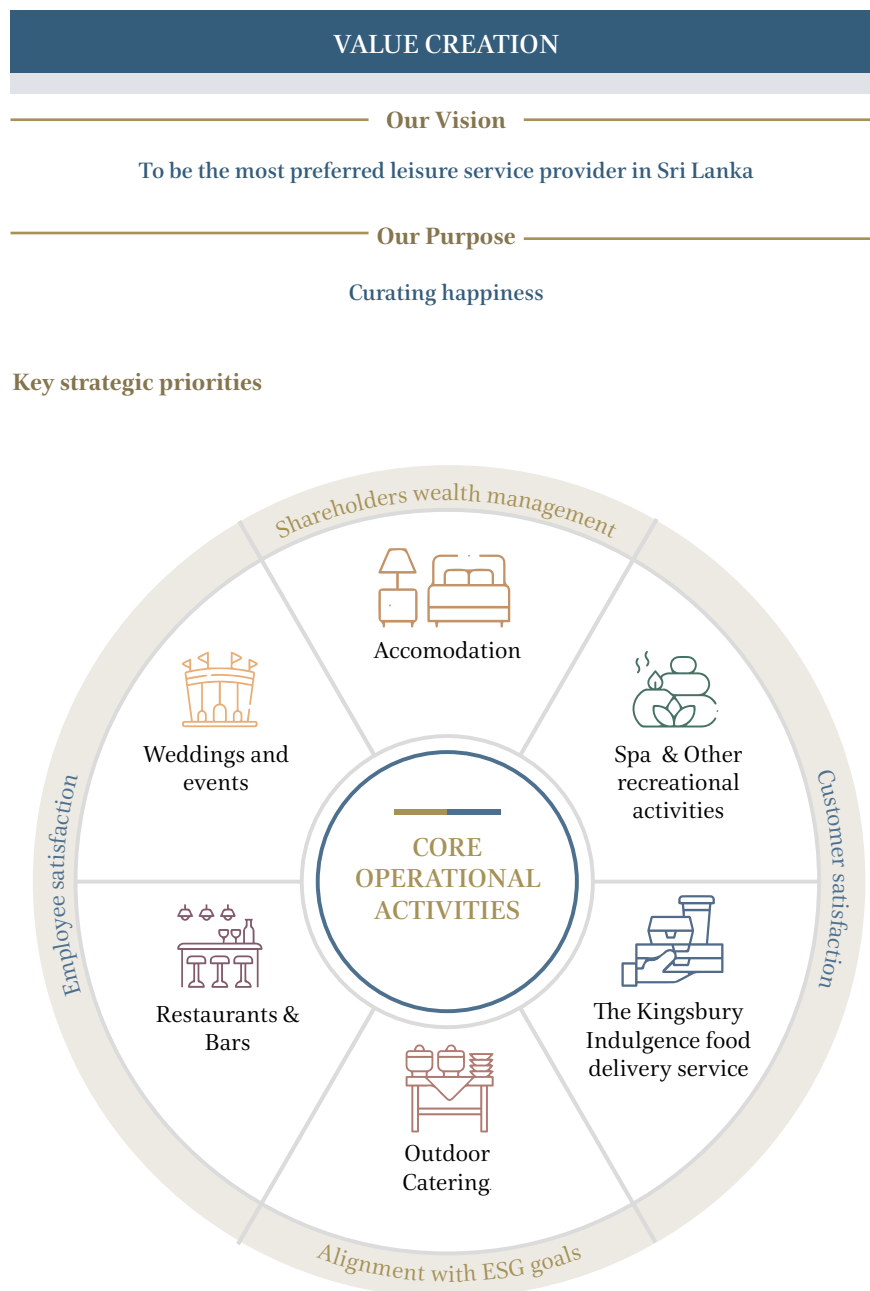 VALUE CREATION
Our Vision
To be the most preferred leisure service provider in Sri Lanka
Our Purpose
Curating happiness
Key strategic priorities
Shareholders wealth management
Accomodation
Weddings and
events
Spa & Other
recreational
activities
Employee satisfaction
CORE
OPERATIONAL
ACTIVITIES
Customer satisfaction
Restaurants &
Bars
The Kingsbury
Indulgence food
delivery service
Outdoor
Catering
Alignment with ESG goals